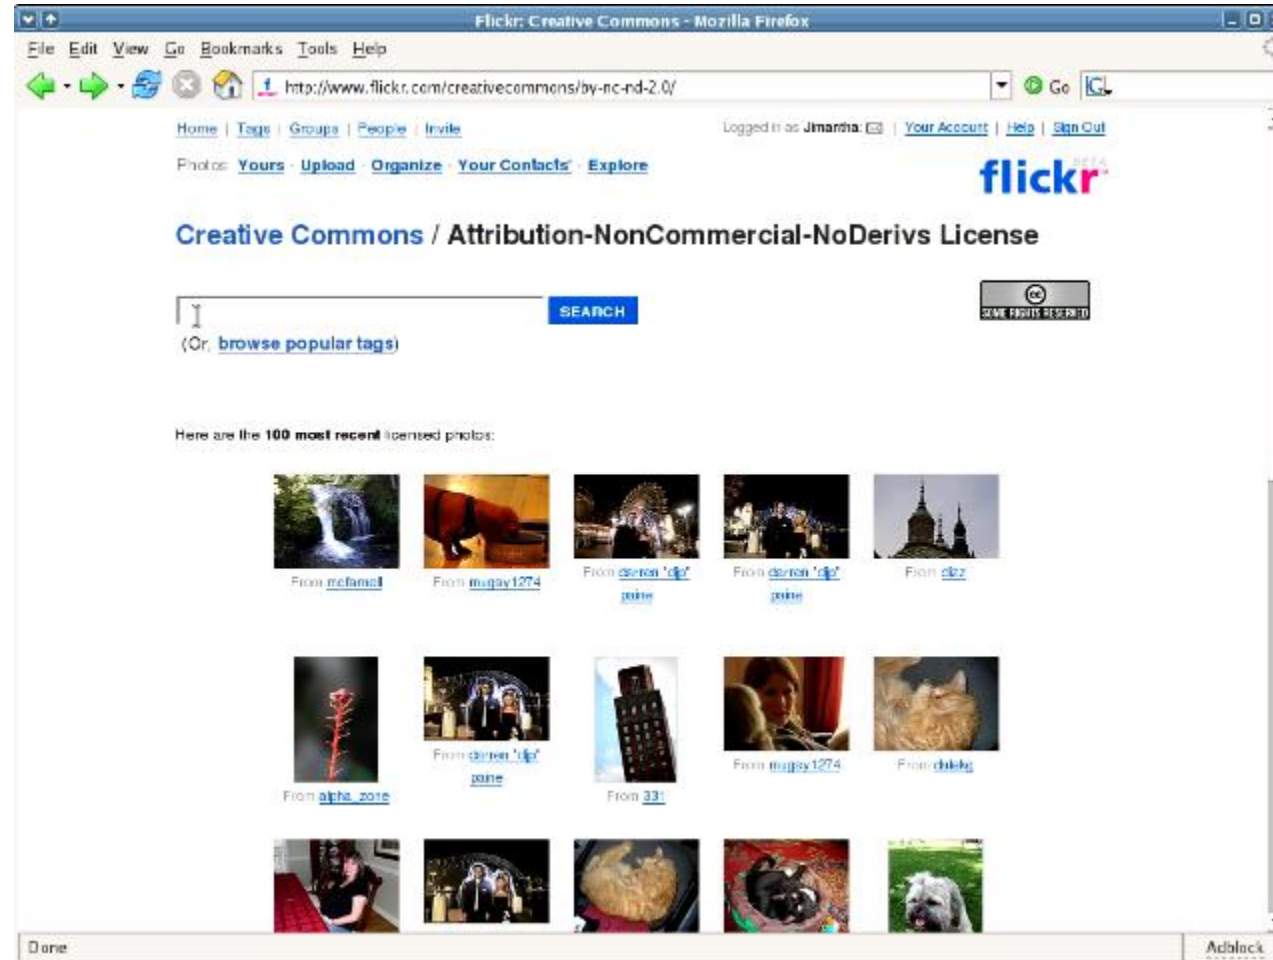 Flickr: Creative Commons - Mozilla Firefox
File Edit View Go Bookmarks Tools Help
http://www.flickr.com/creativecommons/by-nc-nd-2.0/ Go
Home | Tags | Groups | People | Invite
Logged in as Jimantha: | Your Account | Help | Sign Out
Photos: Yours · Upload · Organize · Your Contacts' · Explore
flickr BETA
Creative Commons / Attribution-NonCommercial-NoDerivs License
SEARCH
SOME RIGHTS RESERVED
(Or, browse popular tags)
Here are the 100 most recent licensed photos:
From mugsy1274
From darren "djp" paine
From darren "djp" paine
From dizz
From alpha_zone
From darren "djp" paine
From 331
From mugsy1274
From
Done
Adblock